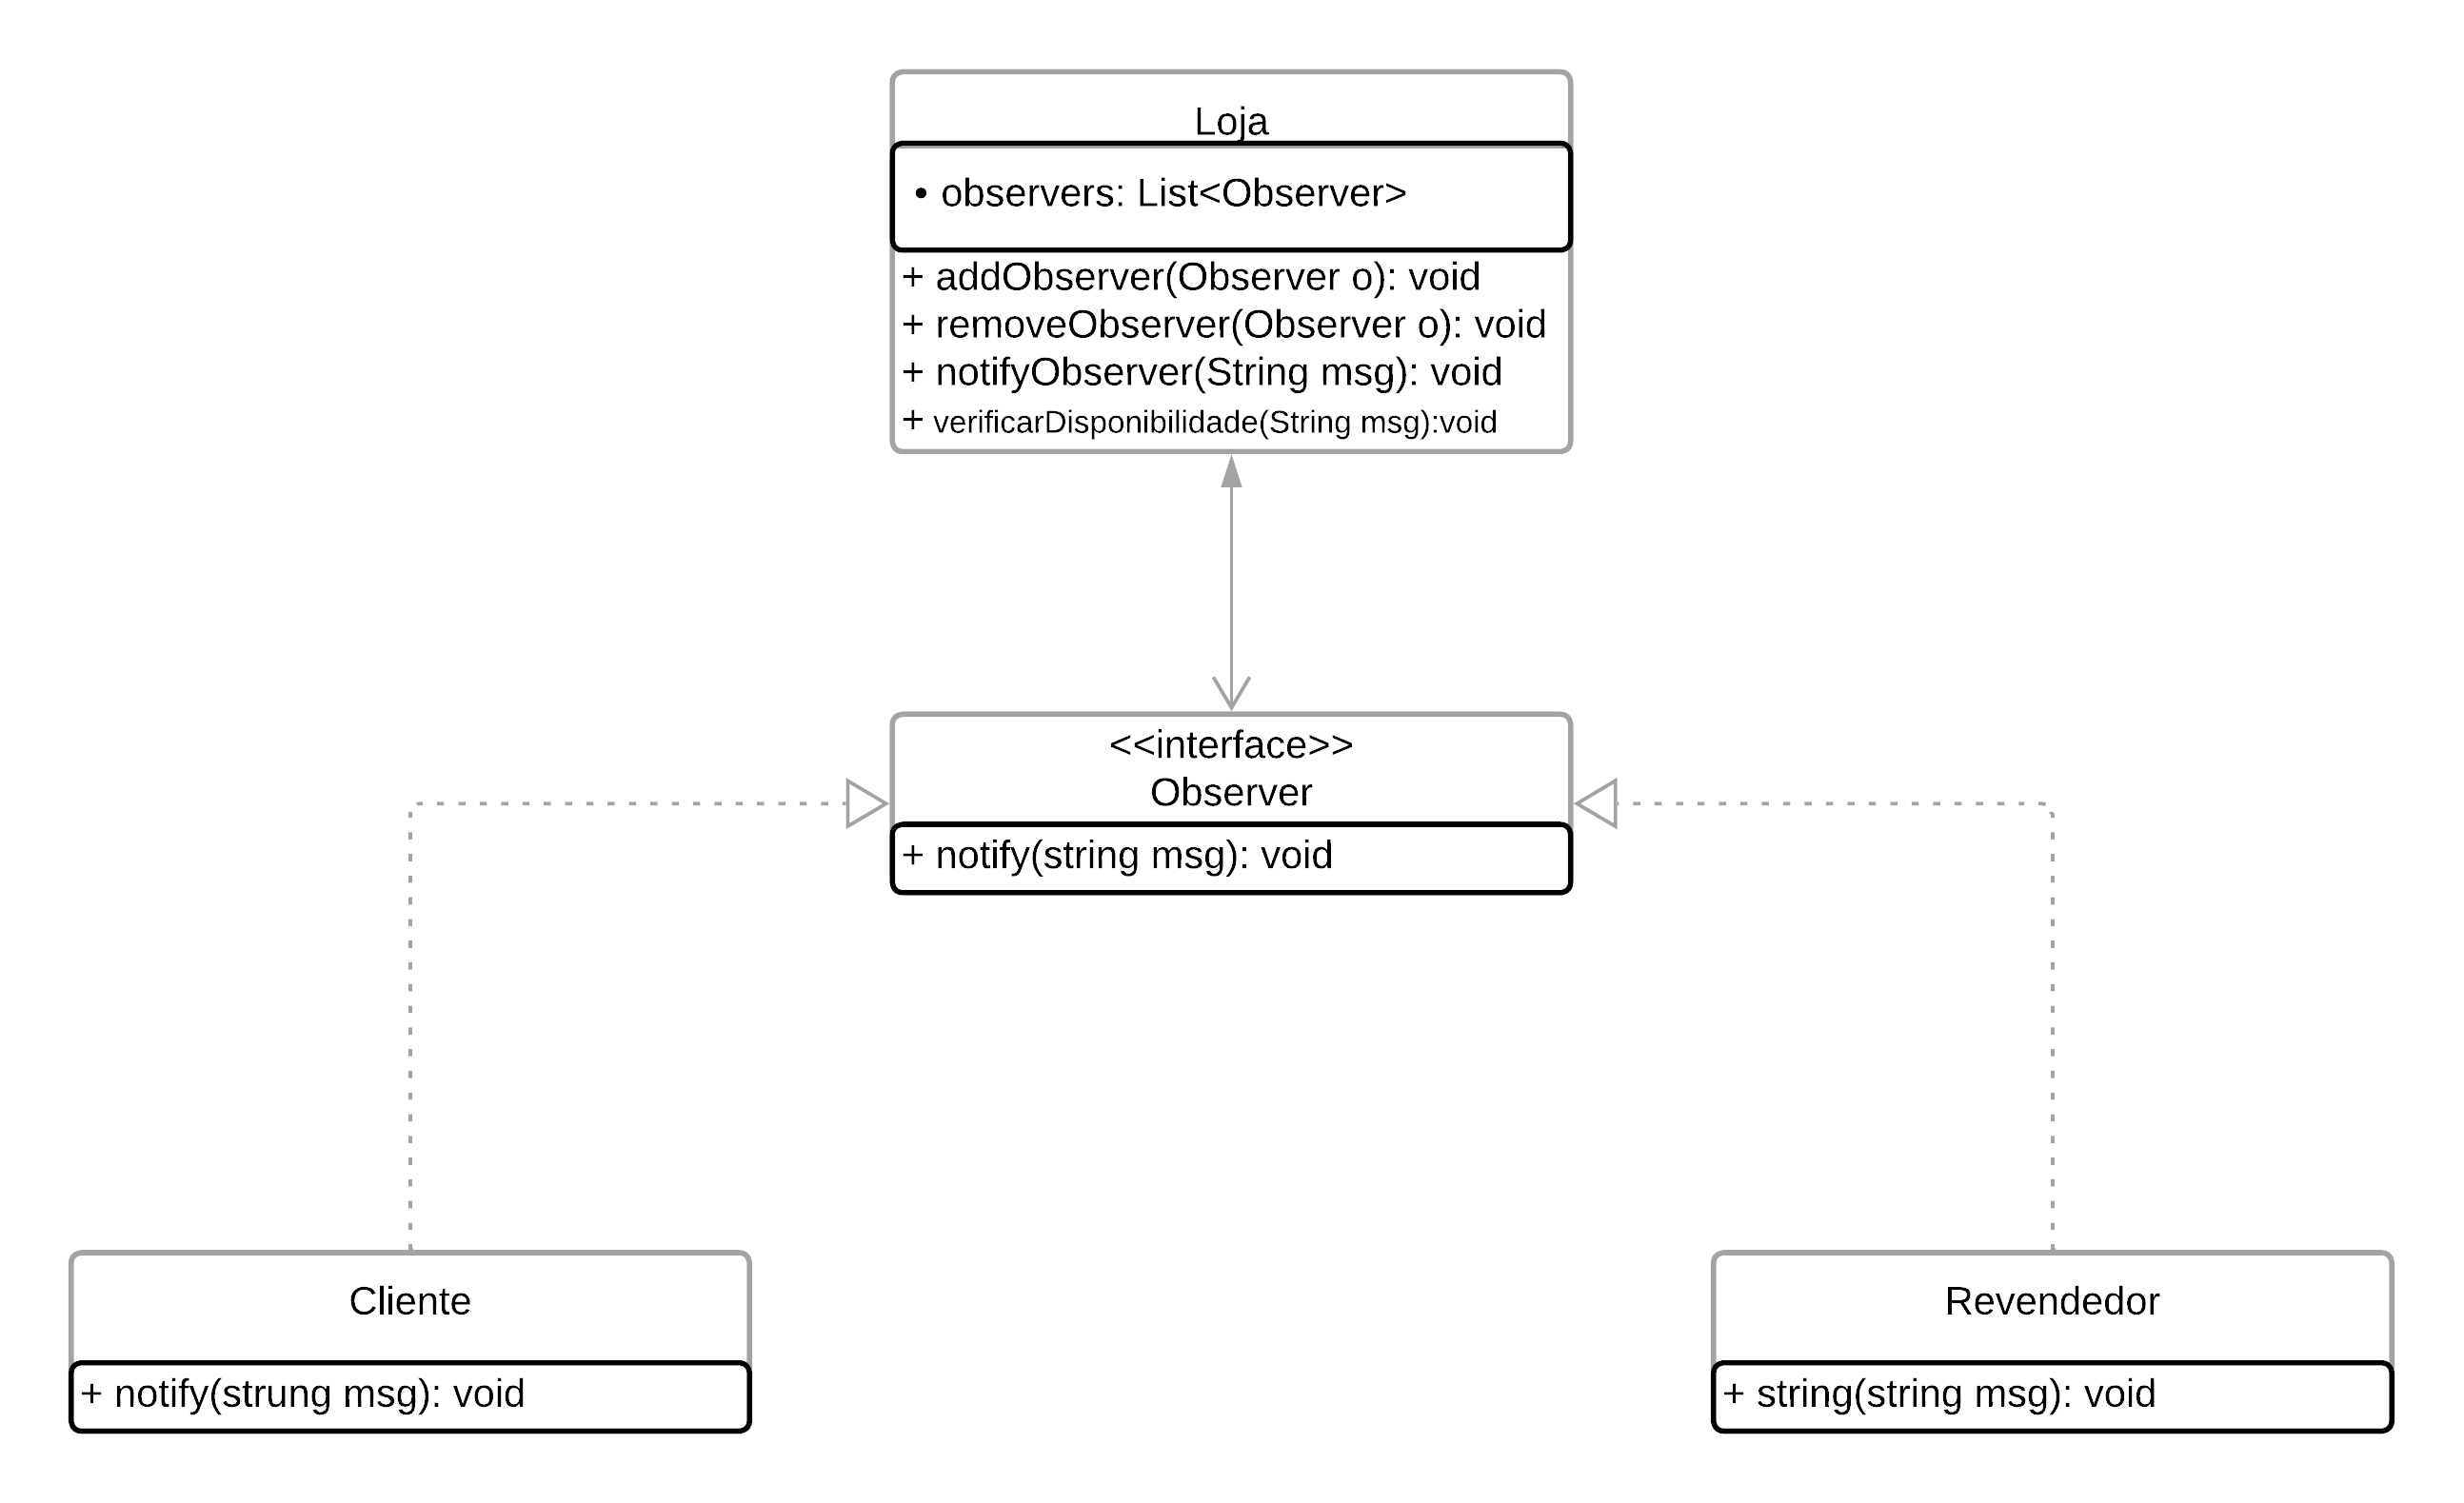 Loja
• observers: List<Observer>
+ addObserver(Observer o): void
+ removeObserver(Observer o): void
+ notifyObserver(String msg): void
+ verificarDisponibilidade(String msg):void
<<interface>>
Observer
+ notify(string msg): void
Cliente
+ notify(strung msg): void
Revendedor
+ string(string msg): void